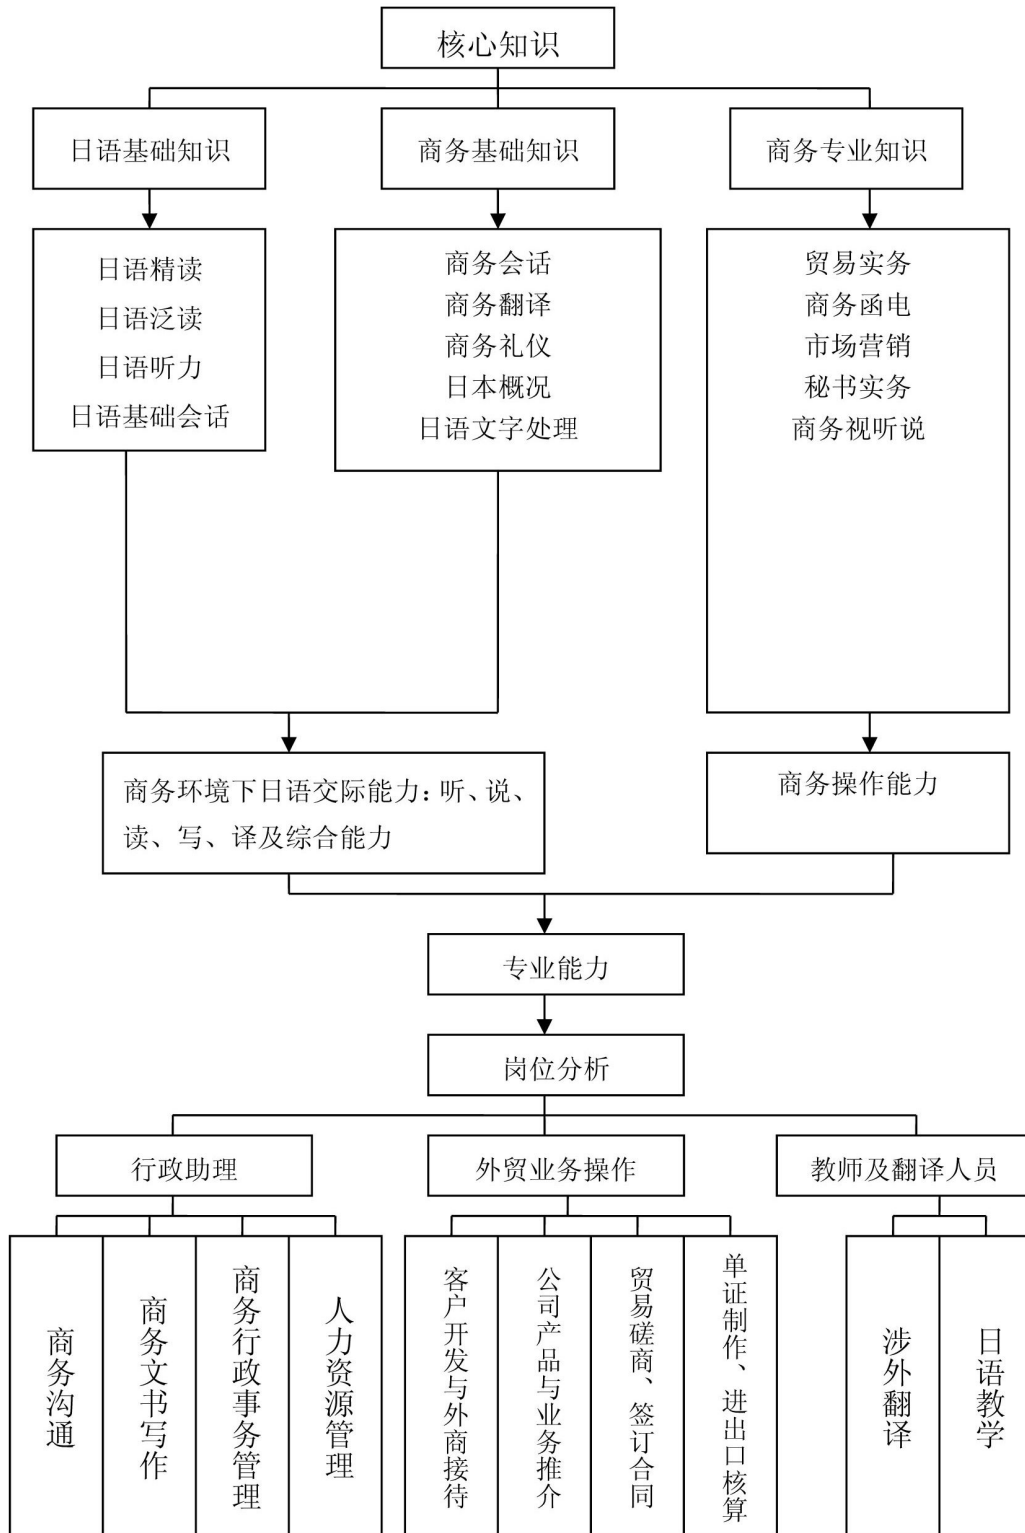 核心知识
日语基础知识
商务基础知识
商务专业知识
日语精读
日语泛读
日语听力
日语基础会话
商务会话
商务翻译
商务礼仪
日本概况
日语文字处理
贸易实务
商务函电
市场营销
秘书实务
商务视听说
商务环境下日语交际能力：听、说、
读、写、译及综合能力
商务操作能力
专业能力
岗位分析
行政助理
外贸业务操作
教师及翻译人员
商务沟通
商务文书写作
商务行政事务管理
人力资源管理
客户开发与外商接待
公司产品与业务推介
贸易磋商、签订合同
单证制作、进出口核算
涉外翻译
日语教学